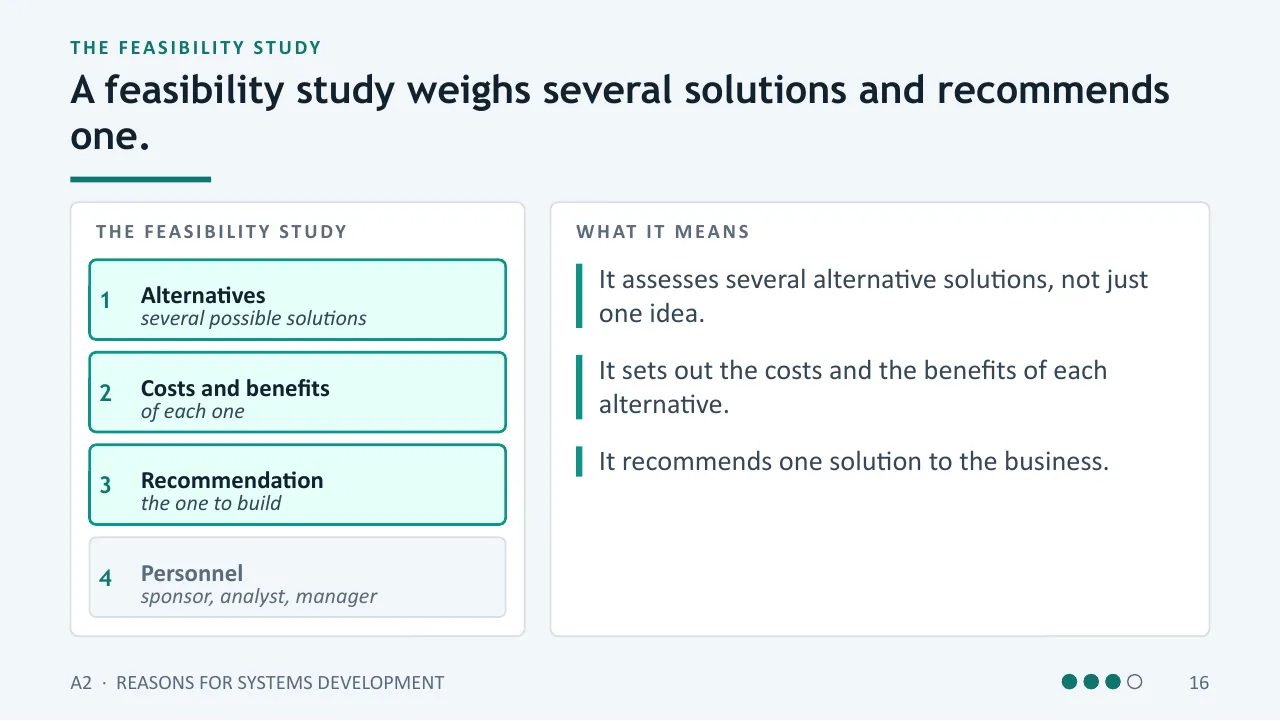 THE FEASIBILITY STUDY
A feasibility study weighs several solutions and recommends
one.
THE FEASIBILITY STUDY
1
Alternatives
several possible solutions
2
Costs and benefits
of each one
3
Recommendation
the one to build
4
Personnel
sponsor, analyst, manager
WHAT IT MEANS
It assesses several alternative solutions, not just
one idea.
It sets out the costs and the benefits of each
alternative.
It recommends one solution to the business.
A2 · REASONS FOR SYSTEMS DEVELOPMENT
16